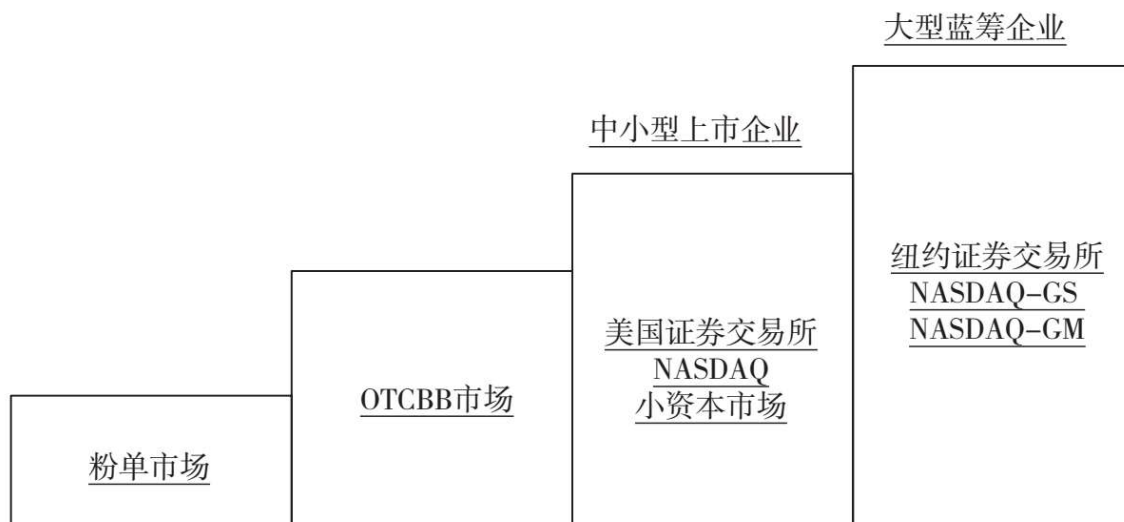 大型蓝筹企业
中小型上市企业
纽约证券交易所
NASDAQ-GS
NASDAQ-GM
美国证券交易所
NASDAQ
小资本市场
OTCBB市场
粉单市场